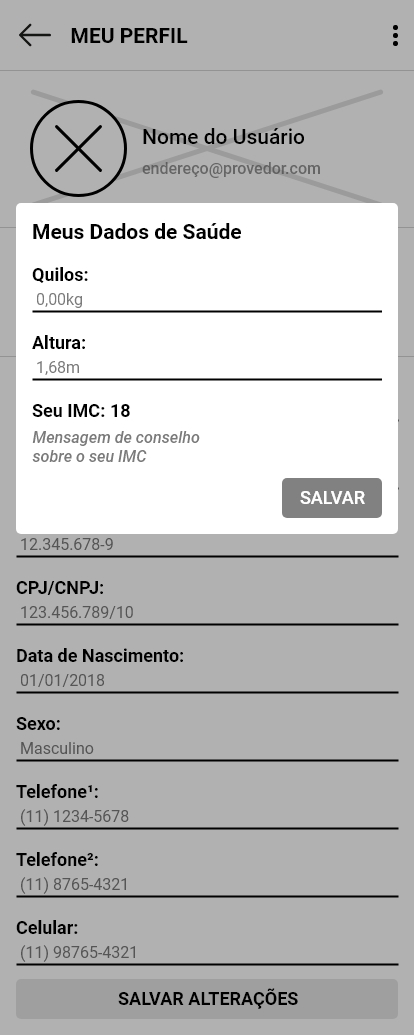 MEU PERFIL
Nome do Usuário
endereço@provedor.com
Meus Dados de Saúde
Quilos:
0,00kg
Altura:
1,68m
Seu IMC: 18
Mensagem de conselho
sobre o seu IMC
SALVAR
12.345.678-9
CPJ/CNPJ:
123.456.789/10
Data de Nascimento:
01/01/2018
Sexo:
Masculino
Telefone¹:
(11) 1234-5678
Telefone²:
(11) 8765-4321
Celular:
(11) 98765-4321
SALVAR ALTERAÇÕES